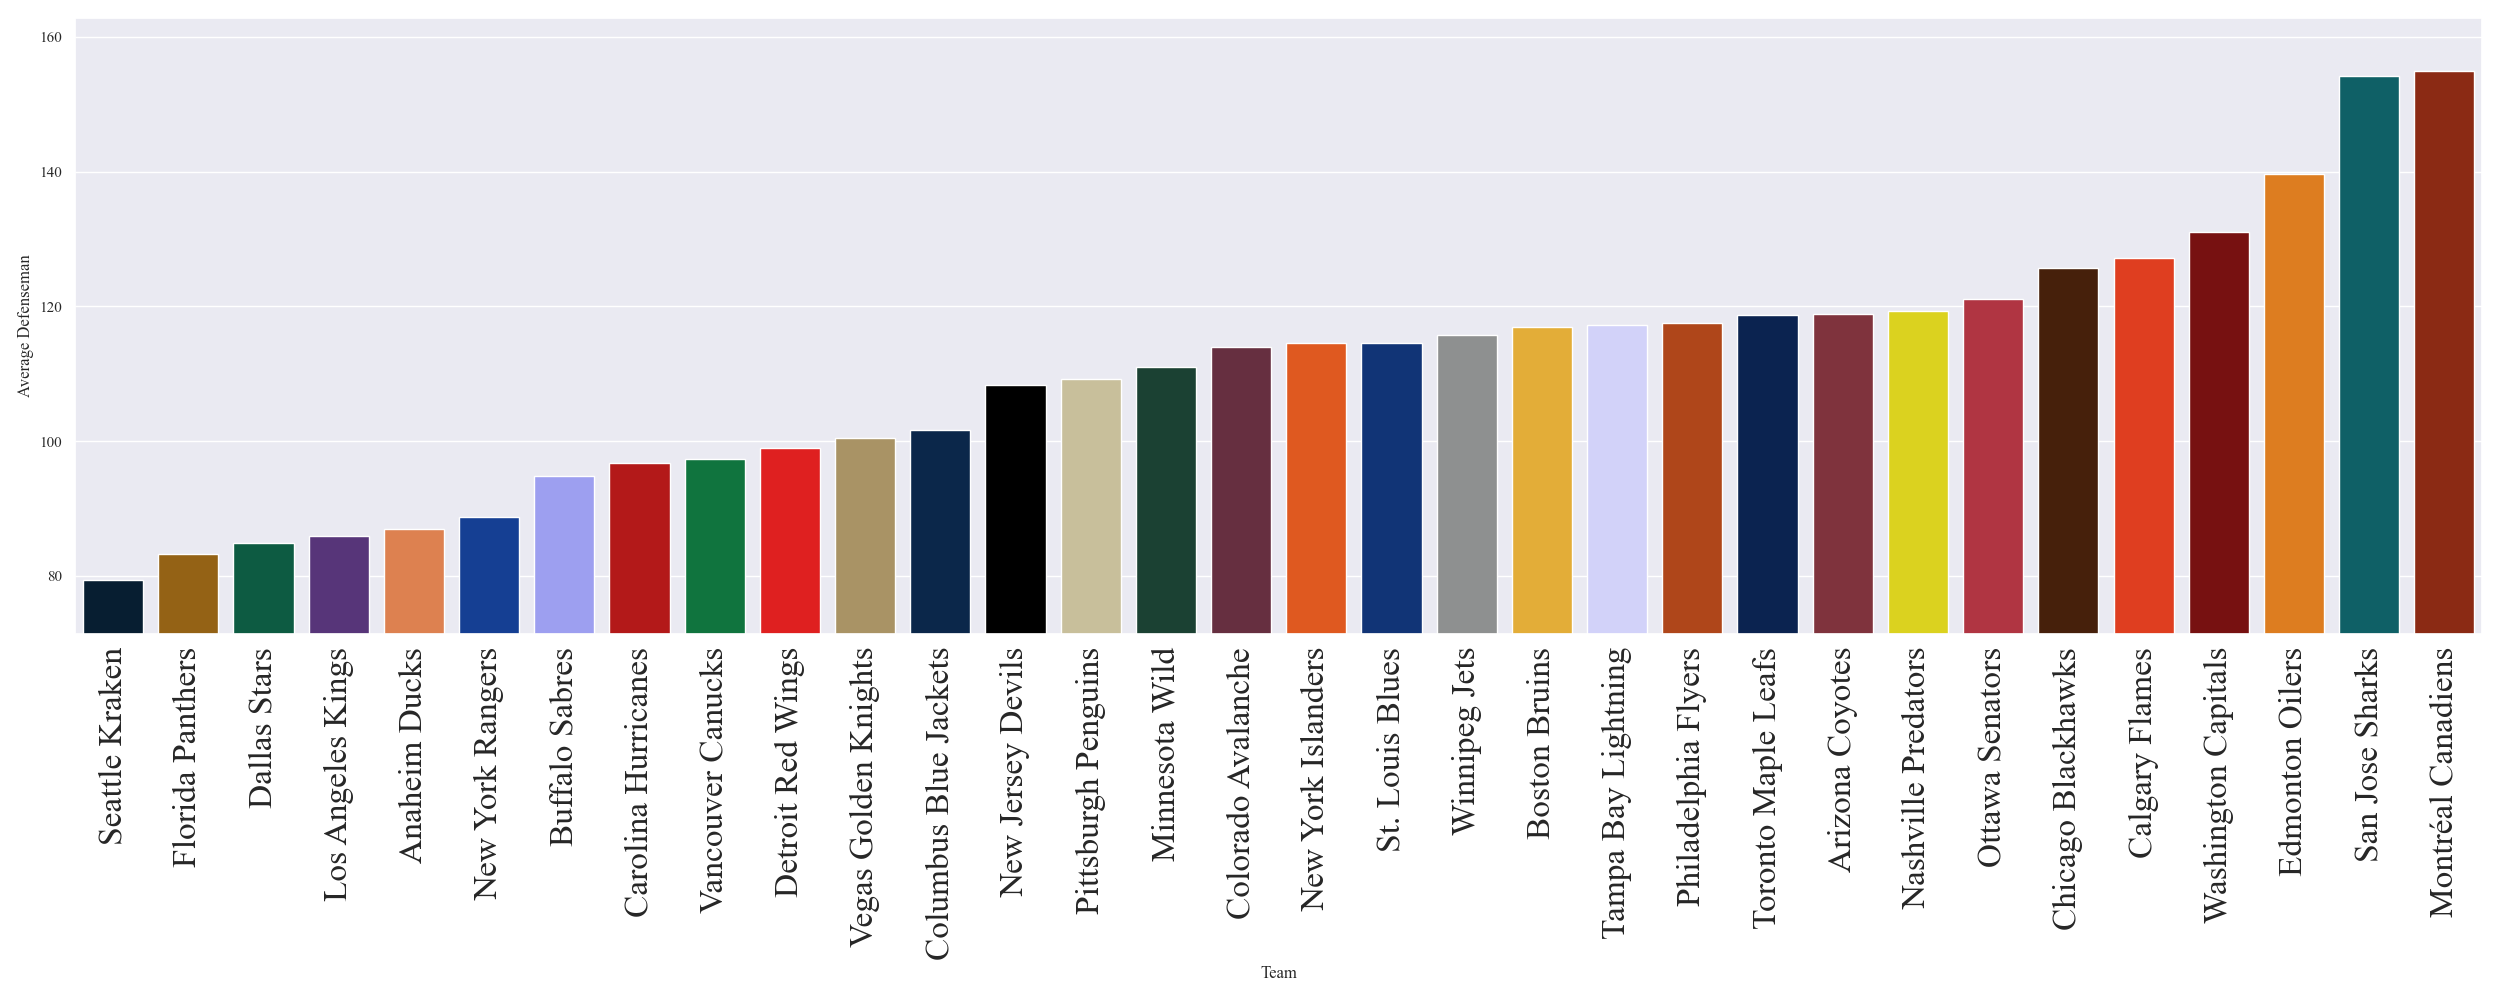 160
140
120
100
80
Average Defenseman
Seattle Kraken
Florida Panthers
Dallas Stars
Los Angeles Kings
Anaheim Ducks
New York Rangers
Buffalo Sabres
Carolina Hurricanes
Vancouver Canucks
Detroit Red Wings
Vegas Golden Knights
Columbus Blue Jackets
New Jersey Devils
Pittsburgh Penguins
Minnesota Wild
Colorado Avalanche
New York Islanders
St. Louis Blues
Winnipeg Jets
Boston Bruins
Tampa Bay Lightning
Philadelphia Flyers
Toronto Maple Leafs
Arizona Coyotes
Nashville Predators
Ottawa Senators
Chicago Blackhawks
Calgary Flames
Washington Capitals
Edmonton Oilers
San Jose Sharks
Montréal Canadiens
Team